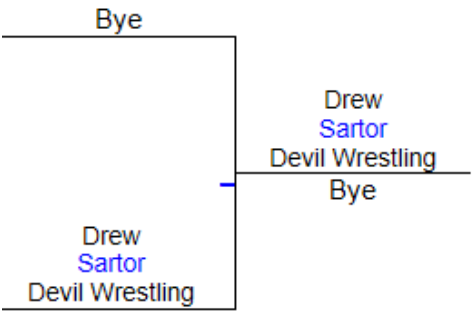 Bye
Drew
Sartor
Devil Wrestling
Bye
Drew
Sartor
Devil Wrestling